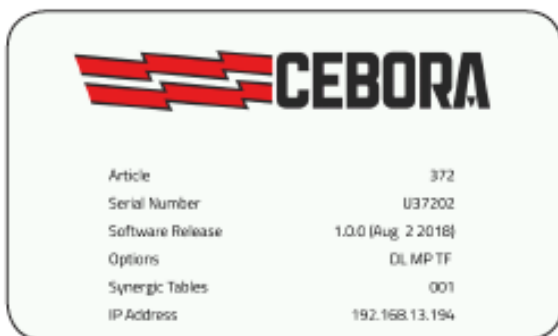 CEBORA
Article 372
Serial Number U37202
Software Release 1.0.0 (Aug 2 2018)
Options DL MP TF
Synergic Tables 001
IP Address 192.168.13.194